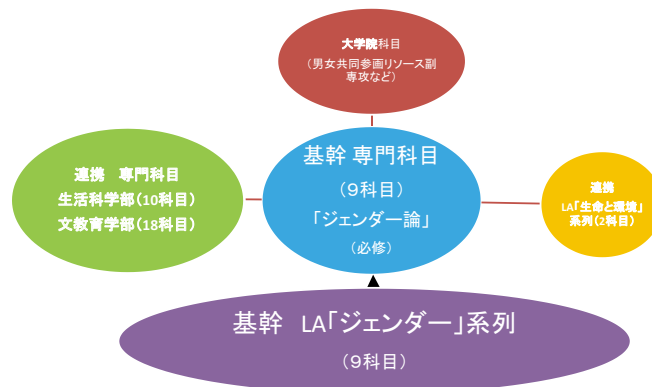 大学院科目
(男女共同参画リソース副
専攻など)
基幹 専門科目
(9科目)
「ジェンダー論」
(必修)
連携　専門科目
生活科学部(10科目)
文教育学部(18科目)
連携
LA「生命と環境」
系列(2科目)
基幹　LA「ジェンダー」系列
(9科目)